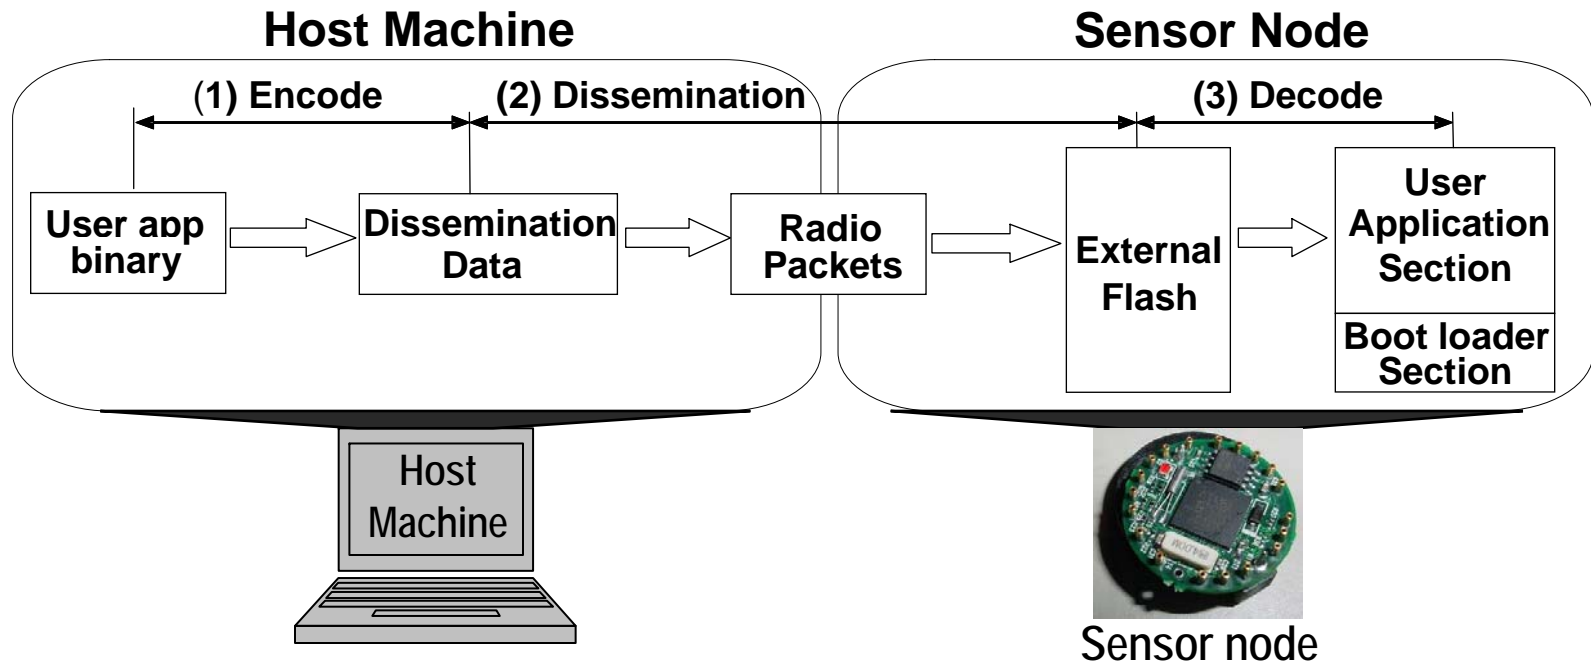 Host Machine
Sensor Node
(1) Encode
(2) Dissemination
(3) Decode
User app
binary
Dissemination
Data
Radio
Packets
External
Flash
User
Application
Section
Boot loader
Section
Host
Machine
Sensor node